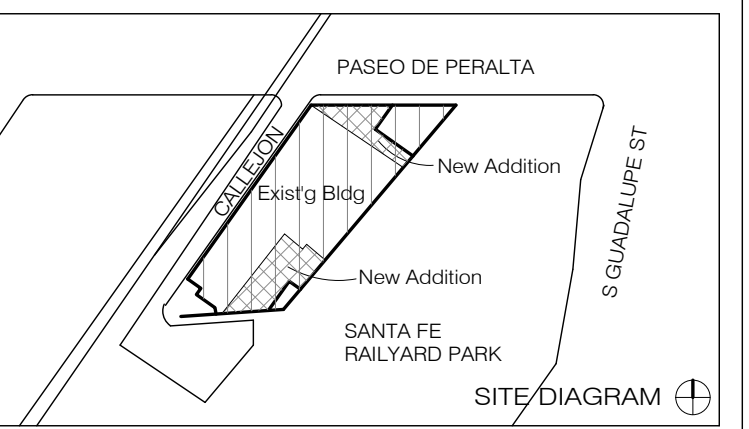 PASEO DE PERALTA
CALLEJON
New Addition
Exist'g Bldg
S GUADALUPE ST
New Addition
SANTA FE
RAILYARD PARK
SITE DIAGRAM